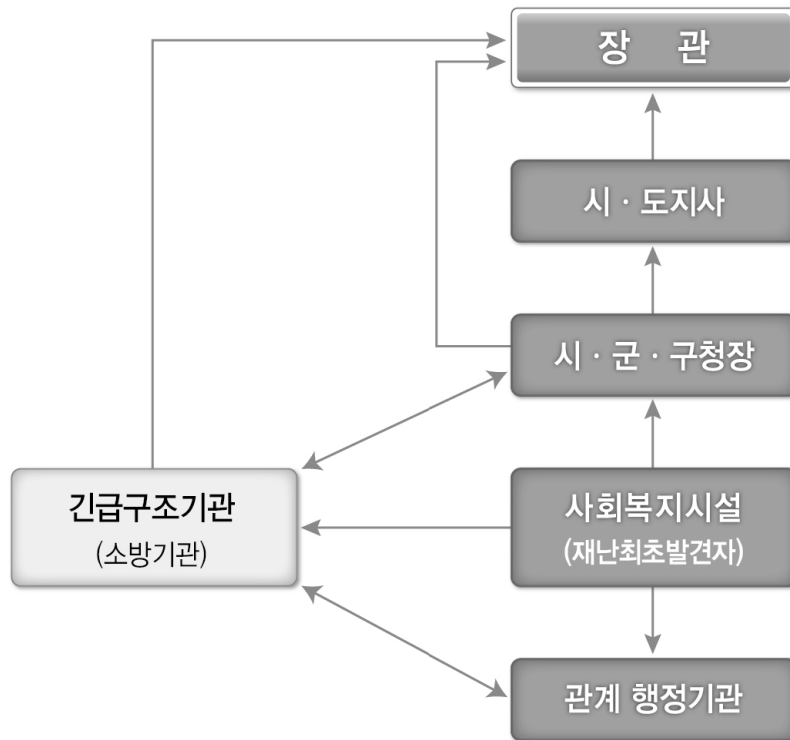 장 관
시 · 도지사
시 · 군 · 구청장
긴급구조기관
(소방기관)
사회복지시설
(재난최초발견자)
관계 행정기관